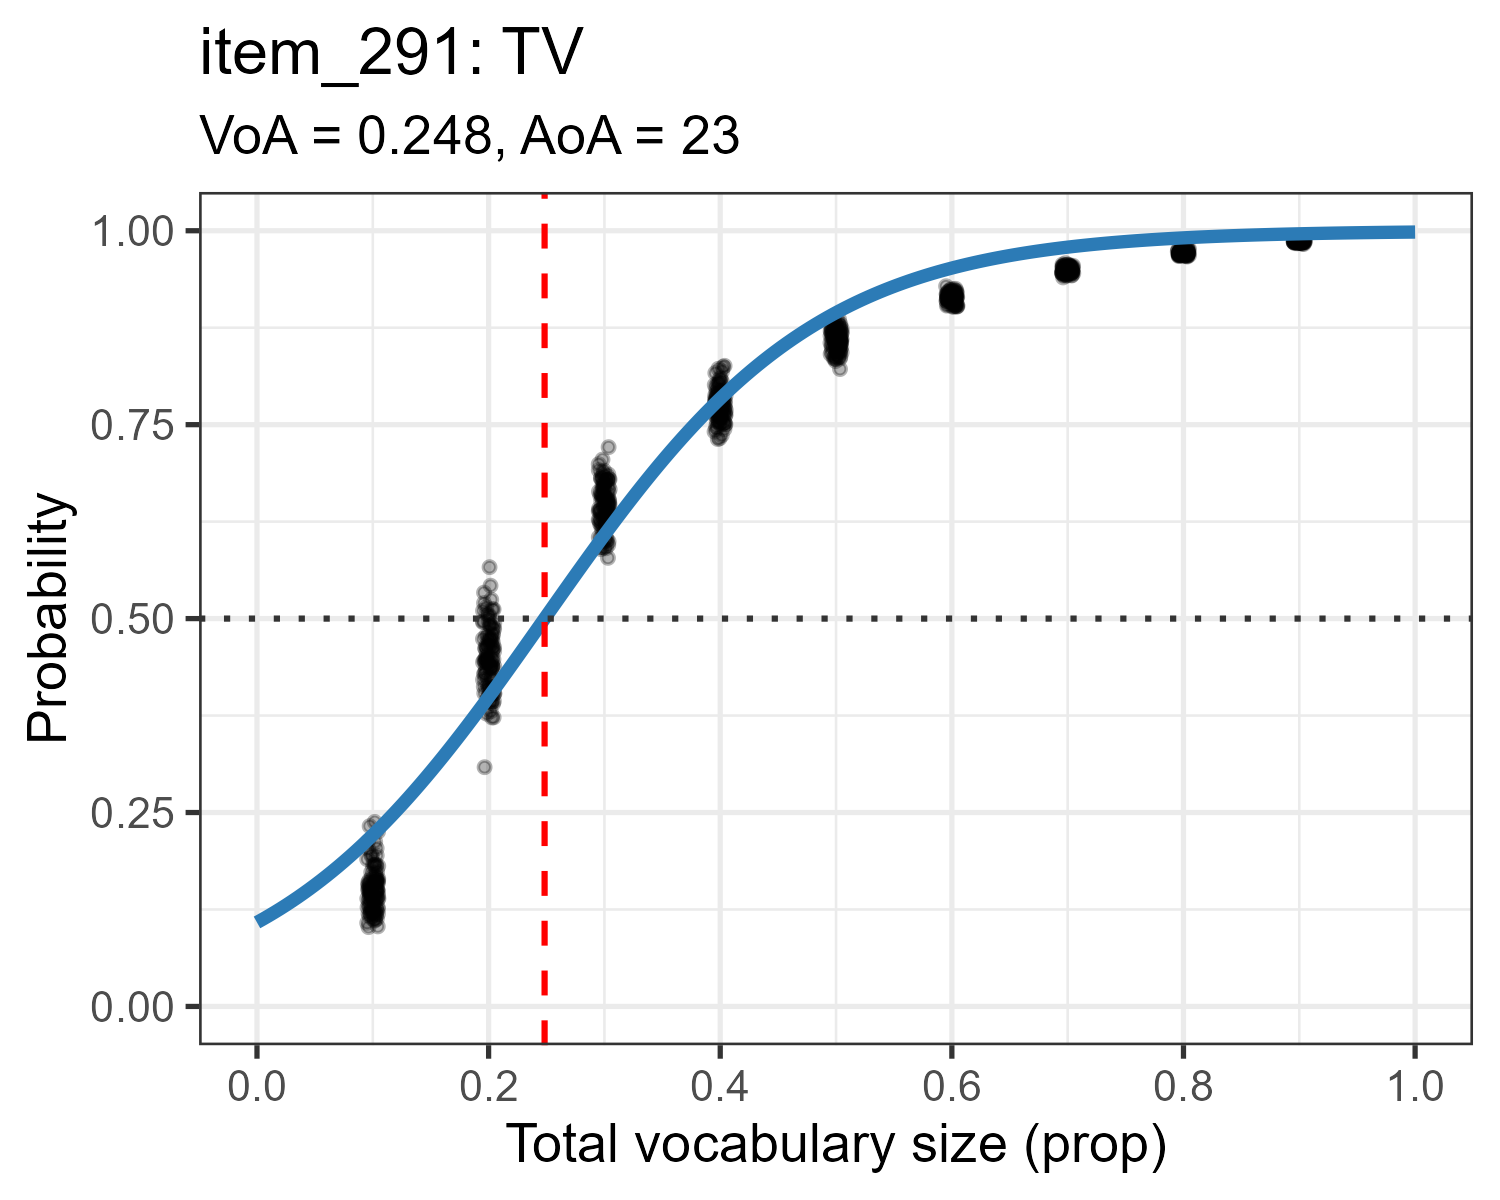 item_291: TV
VoA = 0.248, AoA = 23
1.00
0.75
0.50
0.25
0.00
Probability
0.0 0.2 0.4 0.6 0.8 1.0
Total vocabulary size (prop)